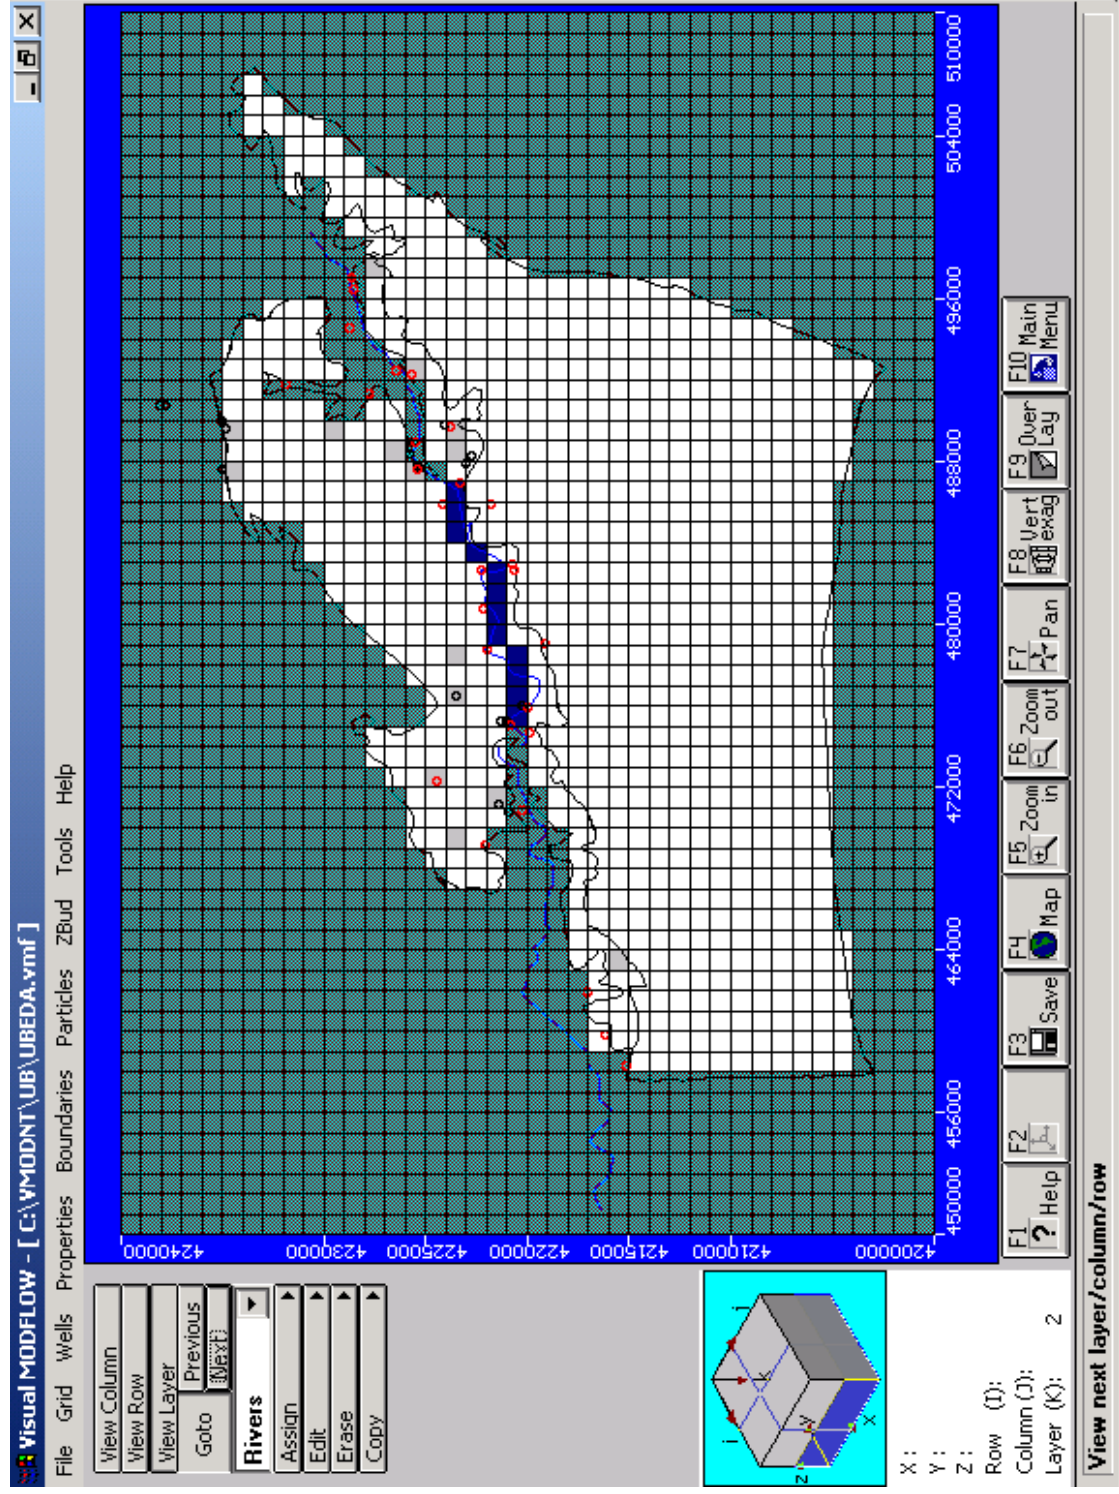 Visual MODFLOW - [ C:\VMODNT\UB\UBEDA.vmf ]
File Grid Wells Properties Boundaries Particles ZBud Tools Help
View Column
View Row
View Layer
Goto Previous
Next
Rivers
Assign
Edit
Erase
Copy
4240000
4230000
4225000
4220000
4215000
4210000
4200000
450000 456000 464000 472000 480000 488000 496000 504000 510000
i j
k
z y x
X :
Y :
Z :
Row (I):
Column (J):
Layer (K): 2
F1 ? Help
F2
F3 Save
F4 Map
F5 Zoom in
F6 Zoom out
F7 Pan
F8 Vert exag
F9 Over Lay
F10 Main Menu
View next layer/column/row